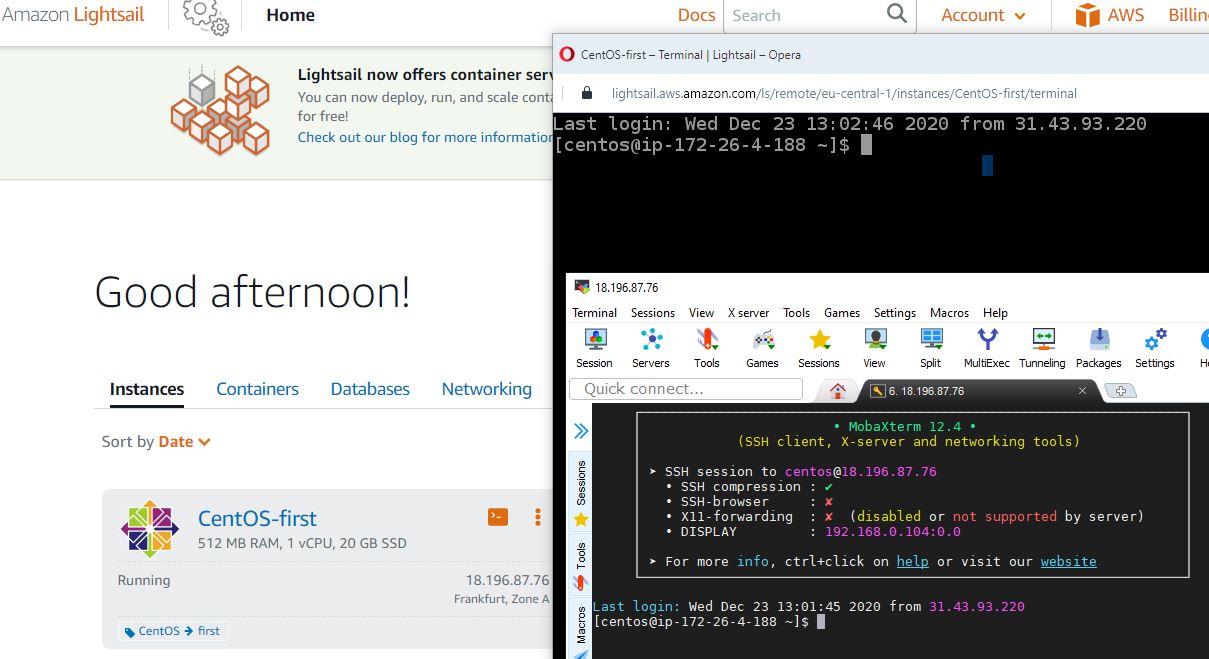 Amazon Lightsail
Home
Docs
Search
Account
AWS
Lightsail now offers container
You can now deploy, run, and scale
for free!
Check out our blog for more information
Good afternoon!
Instances
Containers
Databases
Networking
Sort by Date
CentOS-first
512 MB RAM, 1 vCPU, 20 GB SSD
Running
18.196.87.76
Frankfurt, Zone A
CentOS → first
CentOS-first – Terminal | Lightsail – Opera
lightsail.aws.amazon.com/ls/remote/eu-central-1/instances/CentOS-first/terminal
Last login: Wed Dec 23 13:02:46 2020 from 31.43.93.220
[centos@ip-172-26-4-188 ~]$
18.196.87.76
Terminal Sessions View X server Tools Games Settings Macros Help
Session Servers Tools Games Sessions View Split MultiExec Tunneling Packages Settings
Quick connect...
6. 18.196.87.76
Sessions
Tools
Macros
• MobaXterm 12.4 •
(SSH client, X-server and networking tools)
➤ SSH session to centos@18.196.87.76
• SSH compression : ✔
• SSH-browser : ✘
• X11-forwarding : ✘ (disabled or not supported by server)
• DISPLAY : 192.168.0.104:0.0
➤ For more info, ctrl+click on help or visit our website
Last login: Wed Dec 23 13:01:45 2020 from 31.43.93.220
[centos@ip-172-26-4-188 ~]$